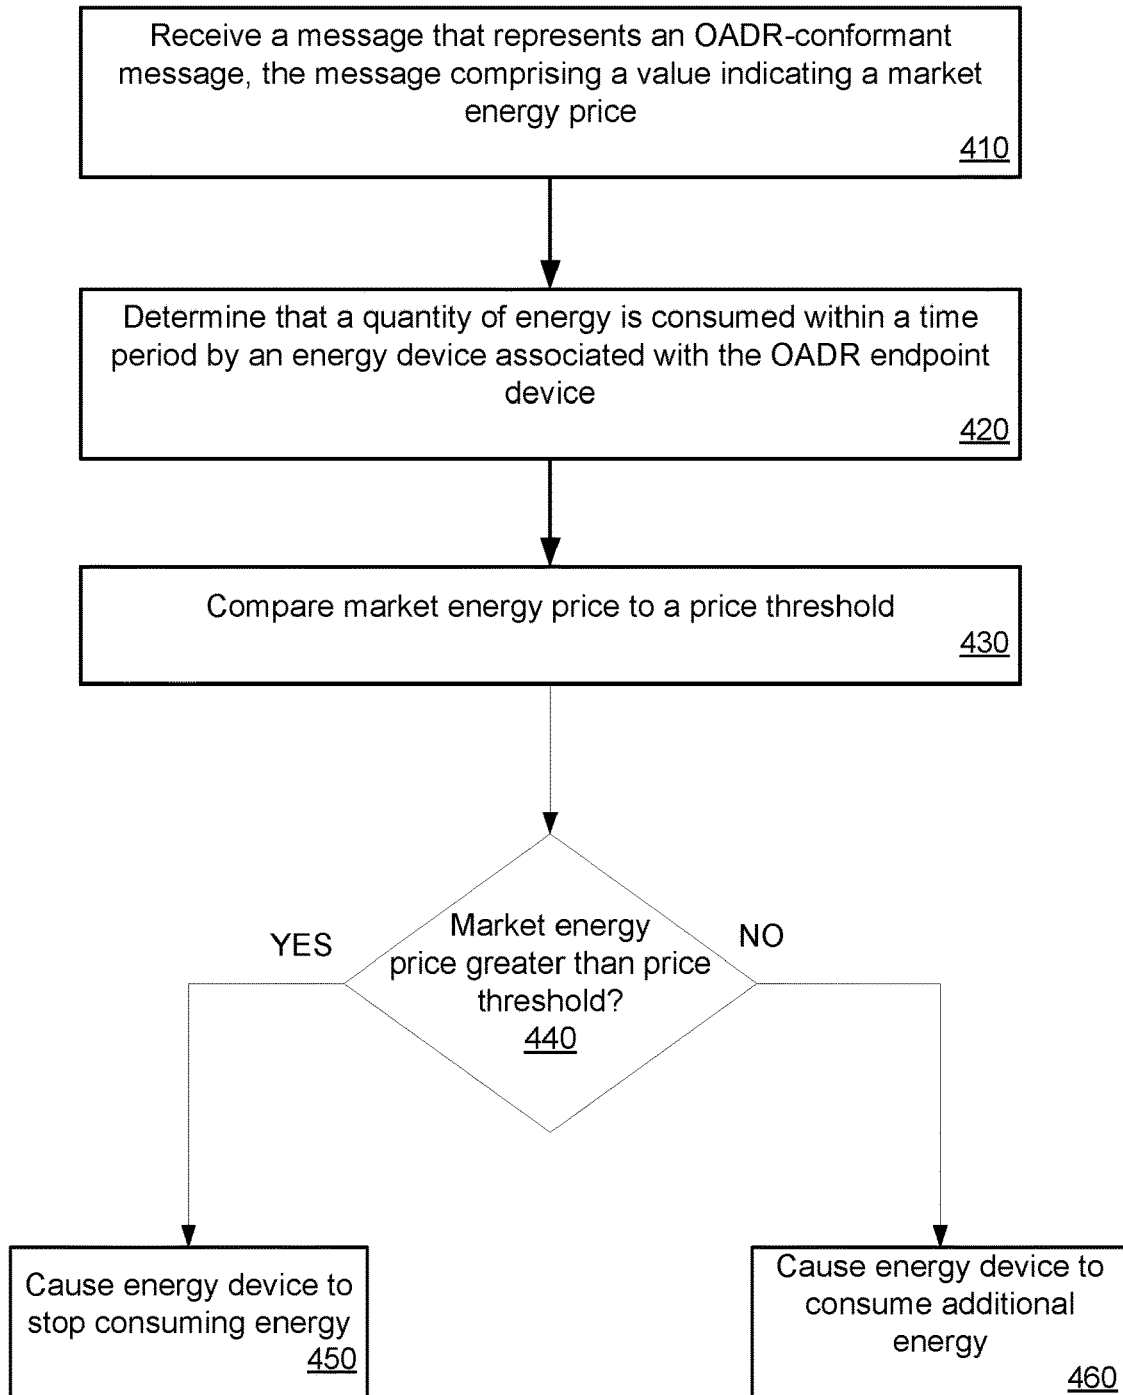 Receive a message that represents an OADR-conformant
message, the message comprising a value indicating a market
energy price
410
Determine that a quantity of energy is consumed within a time
period by an energy device associated with the OADR endpoint
device
420
Compare market energy price to a price threshold
430
YES
NO
Market energy
price greater than price
threshold?
440
Cause energy device to
stop consuming energy
450
Cause energy device to
consume additional
energy
460